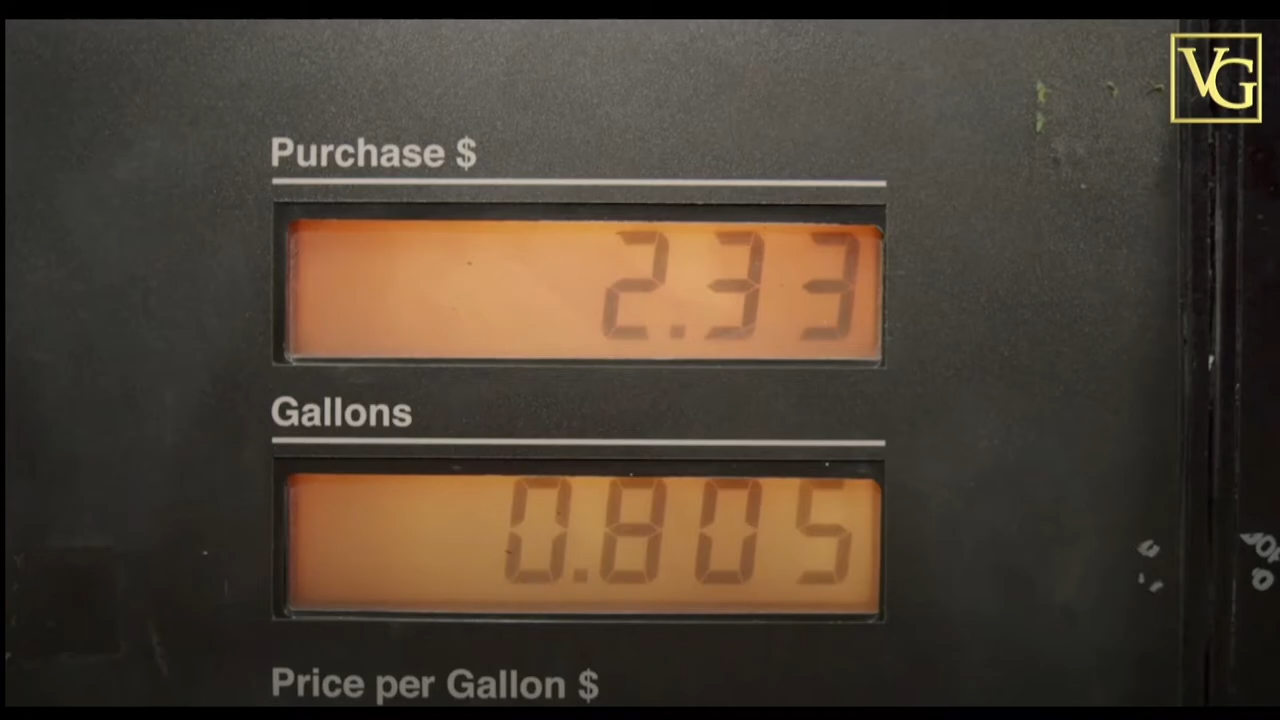 VG
Purchase $
2.33
Gallons
0.805
Price per Gallon $